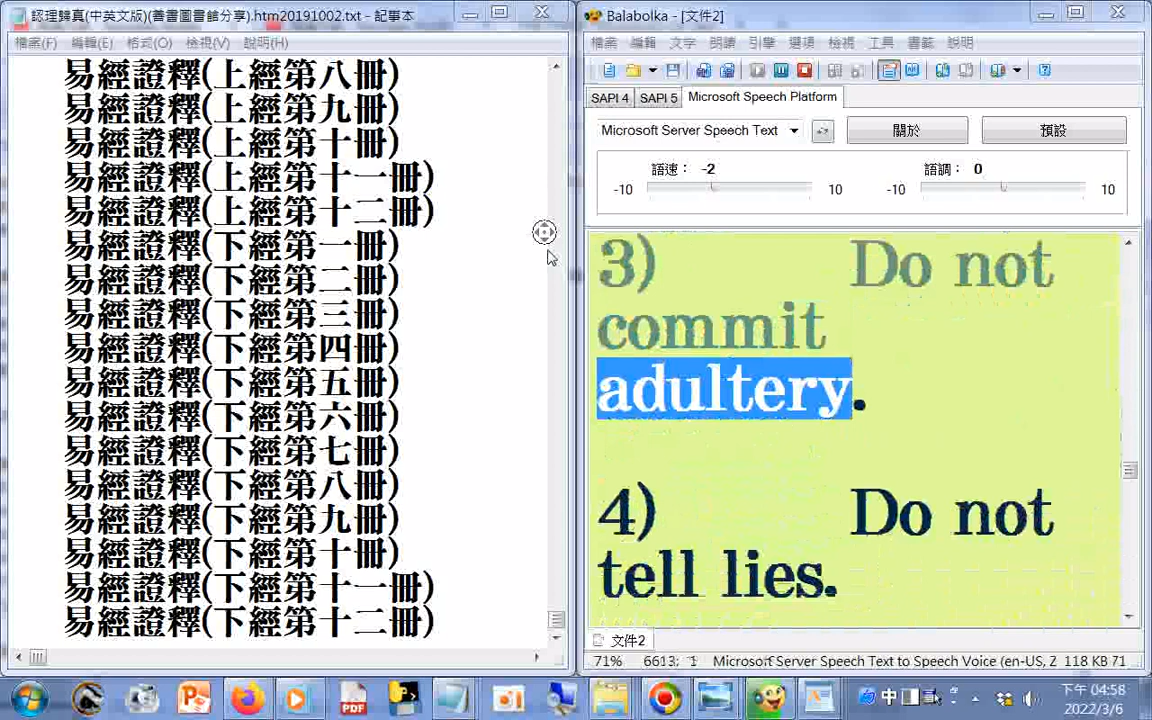 認理歸真(中英文版)(善書圖書館分享).htm20191002.txt - 記事本
檔案(F) 編輯(E) 格式(O) 檢視(V) 說明(H)
易經證釋(上經第八冊)
易經證釋(上經第九冊)
易經證釋(上經第十冊)
易經證釋(上經第十一冊)
易經證釋(上經第十二冊)
易經證釋(下經第一冊)
易經證釋(下經第二冊)
易經證釋(下經第三冊)
易經證釋(下經第四冊)
易經證釋(下經第五冊)
易經證釋(下經第六冊)
易經證釋(下經第七冊)
易經證釋(下經第八冊)
易經證釋(下經第九冊)
易經證釋(下經第十冊)
易經證釋(下經第十一冊)
易經證釋(下經第十二冊)
Balabolka - [文件2]
檔案 編輯 文字 朗讀 引擎 選項 檢視 工具 書籤 說明
SAPI 4 SAPI 5 Microsoft Speech Platform
Microsoft Server Speech Text 關於 預設
語速： -2 語調： 0
-10 10 -10 10
3) Do not
commit
adultery.
4) Do not
tell lies.
文件2
71% 6613: 1 Microsoft Server Speech Text to Speech Voice (en-US, Z 118 KB 71
PDF 中 下午 04:58
2022/3/6